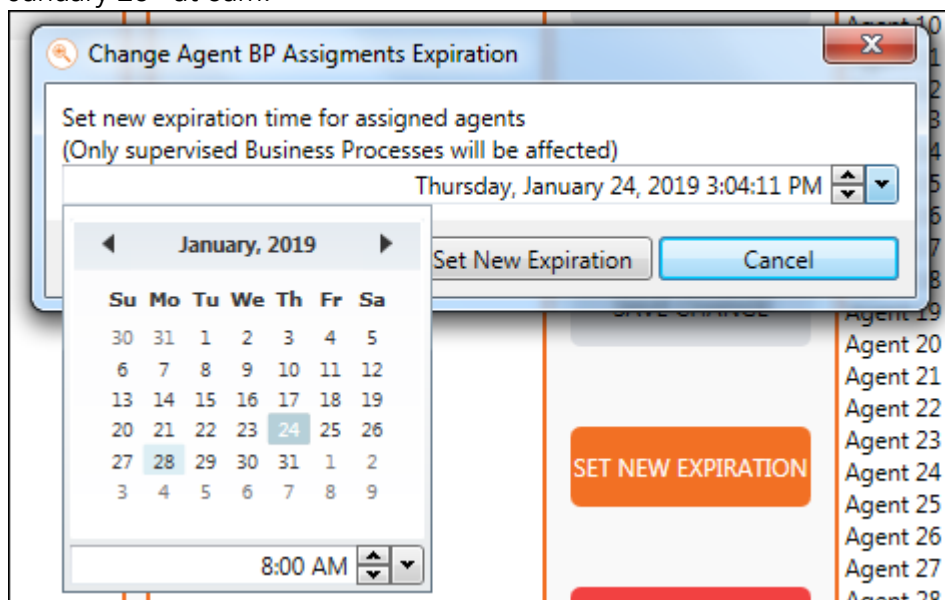 Change Agent BP Assigments Expiration
X
Set new expiration time for assigned agents
(Only supervised Business Processes will be affected)
Thursday, January 24, 2019 3:04:11 PM
January, 2019
Set New Expiration Cancel
Su Mo Tu We Th Fr Sa
30 31 1 2 3 4 5
6 7 8 9 10 11 12
13 14 15 16 17 18 19
20 21 22 23 24 25 26
27 28 29 30 31 1 2
3 4 5 6 7 8 9
8:00 AM
SET NEW EXPIRATION
Agent 19
Agent 20
Agent 21
Agent 22
Agent 23
Agent 24
Agent 25
Agent 26
Agent 27
Agent 28